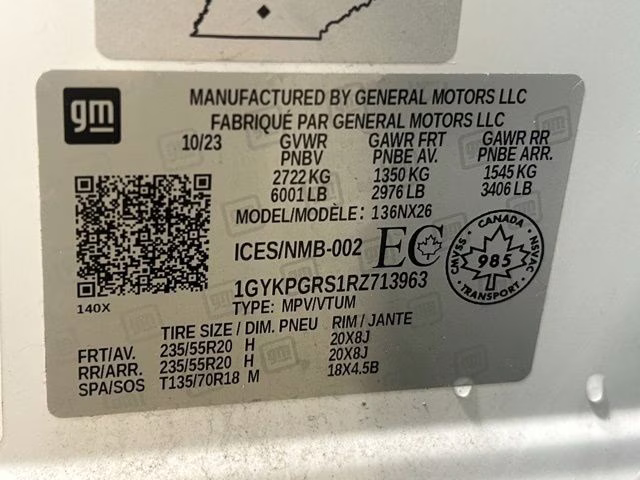 gm
MANUFACTURED BY GENERAL MOTORS LLC
FABRIQUÉ PAR GENERAL MOTORS LLC
10/23 GVWR GAWR FRT GAWR RR
PNBV PNBE AV. PNBE ARR.
2722 KG 1350 KG 1545 KG
6001 LB 2976 LB 3406 LB
MODEL/MODÈLE: 136NX26
ICES/NMB-002 EC
CANADA
CMVSS 985 NSVAC
TRANSPORT
1GYKPGRS1RZ713963
TYPE: MPV/VTUM
140X
TIRE SIZE / DIM. PNEU RIM / JANTE
FRT/AV. 235/55R20 H 20X8J
RR/ARR. 235/55R20 H 20X8J
SPA/SOS T135/70R18 M 18X4.5B